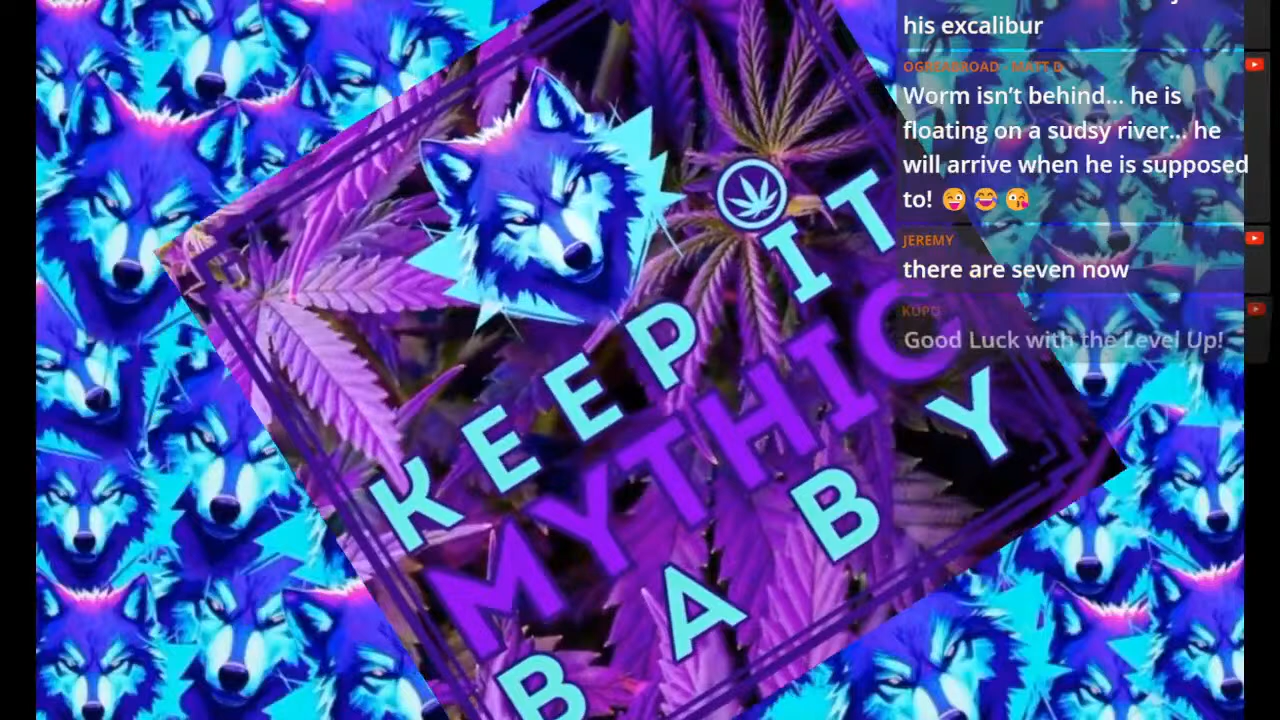 KEEP IT
MYTHIC
BABY
his excalibur
OGREABROAD - MATT D
Worm isn’t behind... he is
floating on a sudsy river... he
will arrive when he is supposed
to! 😜 😂 😘
JEREMY
there are seven now
KUPO
Good Luck with the Level Up!